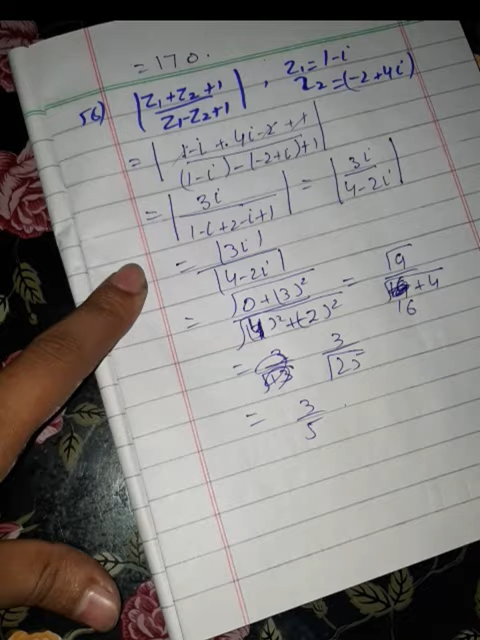 = 170.
56) |Z₁+Z₂+1 / Z₁-Z₂+1| , Z₁=1-i
Z₂=(-2+4i)
= |1-i+4i-2+1 / (1-i)-(-2+i)+1|
= |3i / 1-i+2-i+1| = |3i / 4-2i|
= |3i| / |4-2i|
= √0+(3)² / √(4)²+(-2)² = √9 / √16+4
= 3 / √25
= 3/5